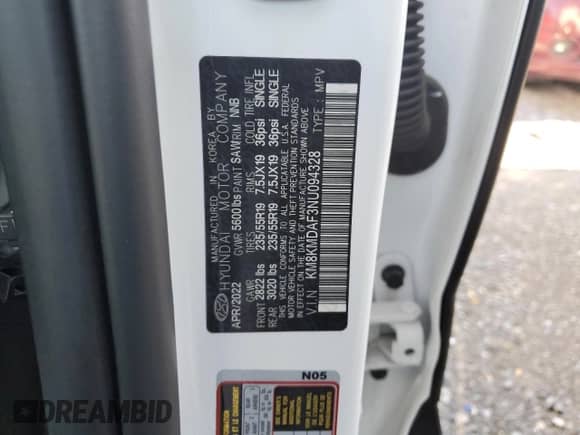 MANUFACTURED IN KOREA BY
HYUNDAI MOTOR COMPANY
APR/2022 GVWR 5600 lbs PAINT SAW TRIM NNB
GAWR TIRES RIMS COLD TIRE INFL
FRONT 2822 lbs 235/55R19 7.5JX19 36psi SINGLE
REAR 3020 lbs 235/55R19 7.5JX19 36psi SINGLE
THIS VEHICLE CONFORMS TO ALL APPLICABLE U.S.A. FEDERAL
MOTOR VEHICLE SAFETY AND THEFT PREVENTION STANDARDS
IN EFFECT ON THE DATE OF MANUFACTURE SHOWN ABOVE.
V.I.N KM8KMDAF3NU094328 TYPE : MPV
N05
DREAMBID